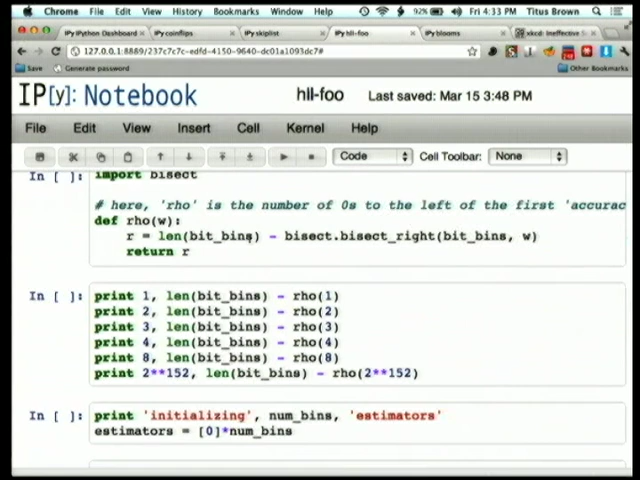 Chrome File Edit View History Bookmarks Window Help 92% Fri 4:33 PM Titus Brown
IPy IPython Dashboard IPy coinflips IPy skiplist IPy hll-foo IPy blooms xkcd: Ineffective S
127.0.0.1:8889/237c7c7c-edfd-4150-9640-dc01a1093dc7#
Save Generate password Other Bookmarks
IP[y]: Notebook hll-foo Last saved: Mar 15 3:48 PM
File Edit View Insert Cell Kernel Help
Code Cell Toolbar: None
In [ ]: import bisect
# here, 'rho' is the number of 0s to the left of the first 'accurac
def rho(w):
r = len(bit_bins) - bisect.bisect_right(bit_bins, w)
return r
In [ ]: print 1, len(bit_bins) - rho(1)
print 2, len(bit_bins) - rho(2)
print 3, len(bit_bins) - rho(3)
print 4, len(bit_bins) - rho(4)
print 8, len(bit_bins) - rho(8)
print 2**152, len(bit_bins) - rho(2**152)
In [ ]: print 'initializing', num_bins, 'estimators'
estimators = [0]*num_bins